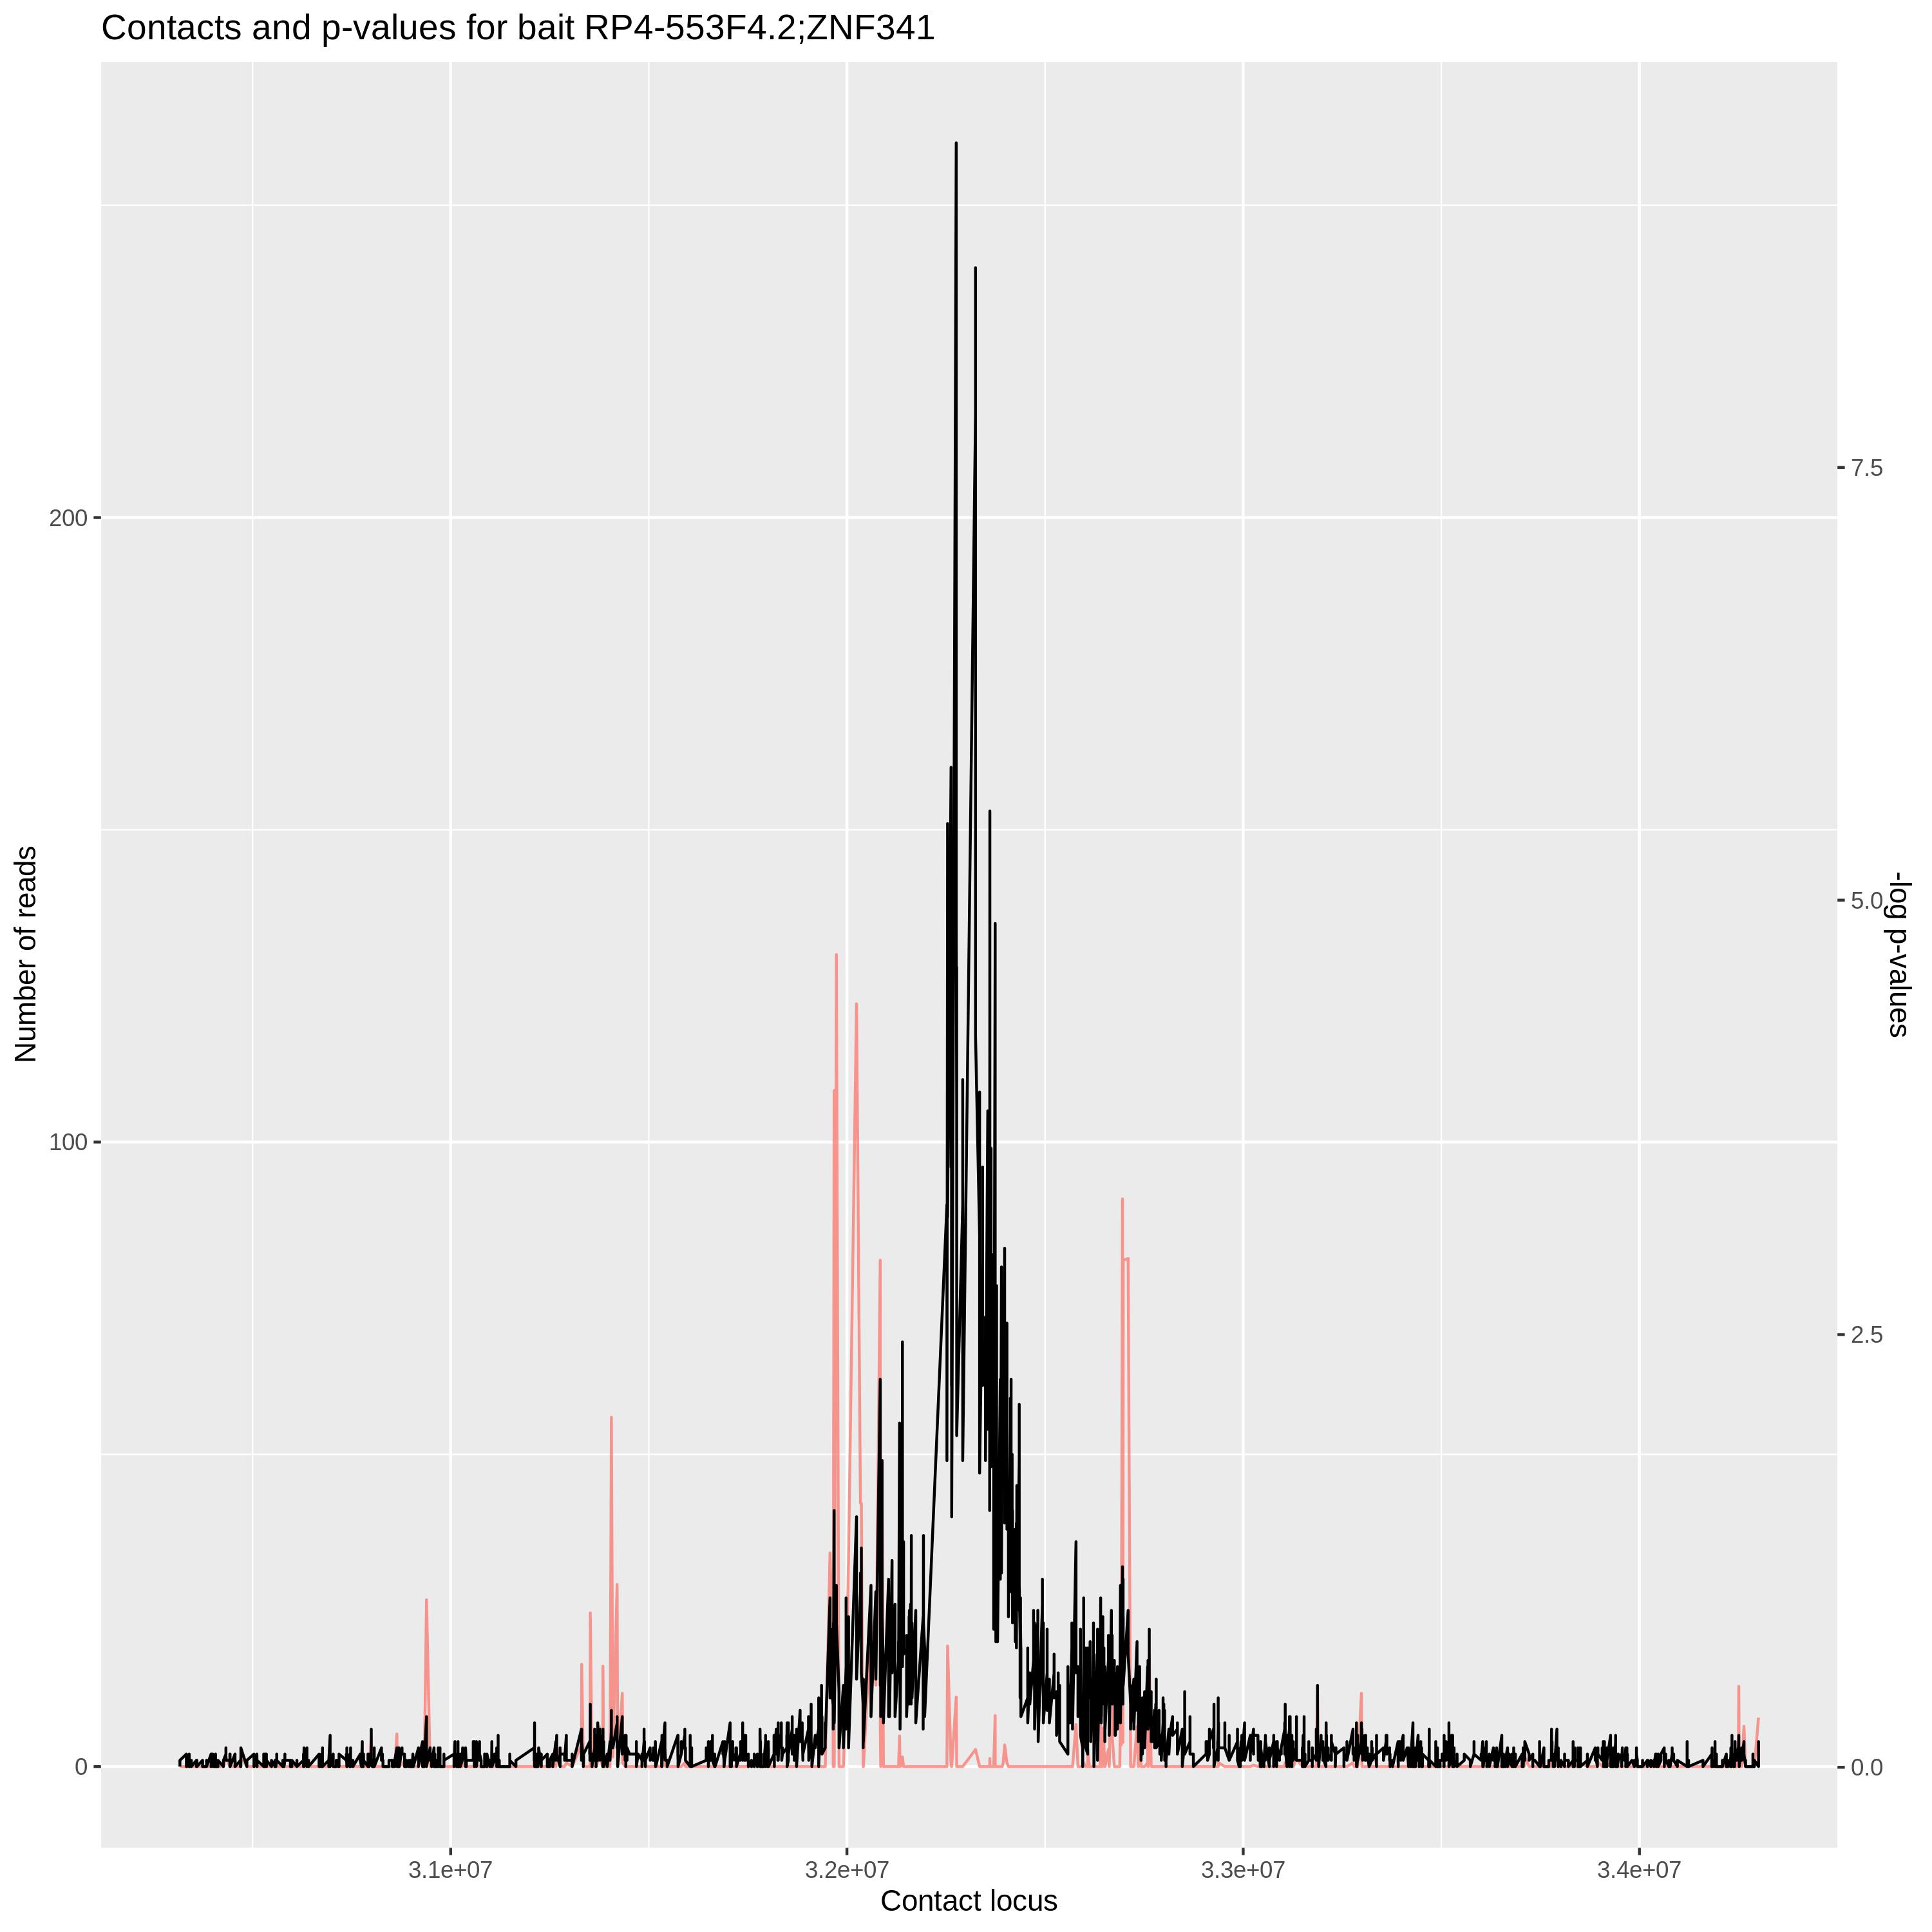 Contacts and p-values for bait RP4-553F4.2;ZNF341
Number of reads
200
100
0
7.5
5.0
2.5
0.0
-log p-values
3.1e+07 3.2e+07 3.3e+07 3.4e+07
Contact locus